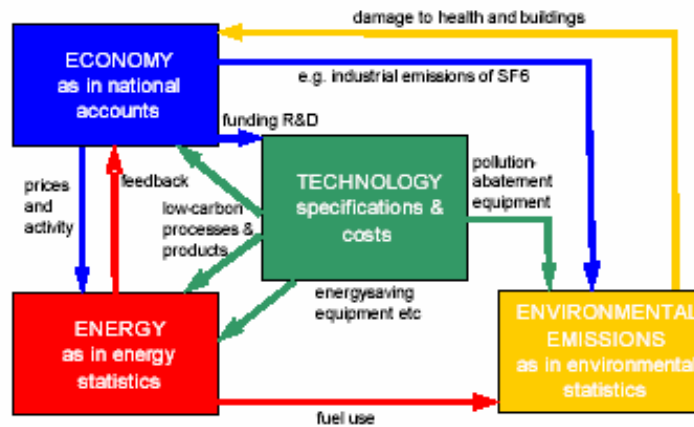 damage to health and buildings
ECONOMY
as in national
accounts
e.g. industrial emissions of SF6
funding R&D
prices
and
activity
feedback
low-carbon
processes &
products
TECHNOLOGY
specifications &
costs
pollution-
abatement
equipment
energysaving
equipment etc
ENERGY
as in energy
statistics
ENVIRONMENTAL
EMISSIONS
as in environmental
statistics
fuel use